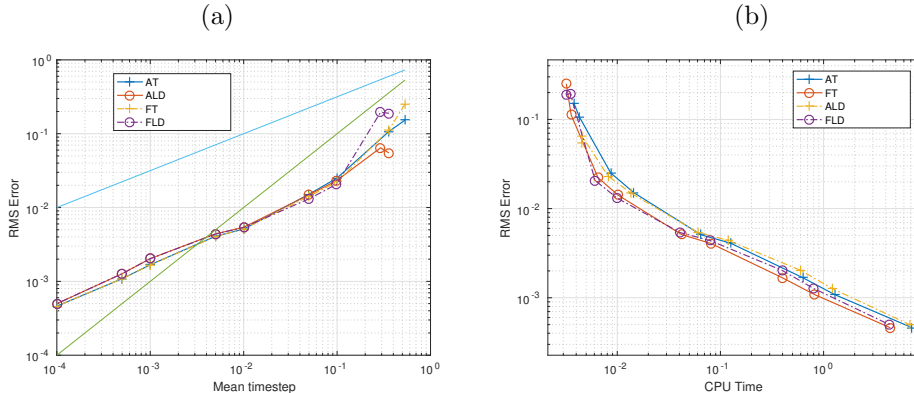 (a)
(b)
10^0
10^-1
10^-2
10^-3
10^-4
RMS Error
AT
ALD
FT
FLD
10^-4
10^-3
10^-2
10^-1
10^0
Mean timestep
10^-1
10^-2
10^-3
RMS Error
AT
FT
ALD
FLD
10^-2
10^-1
10^0
CPU Time